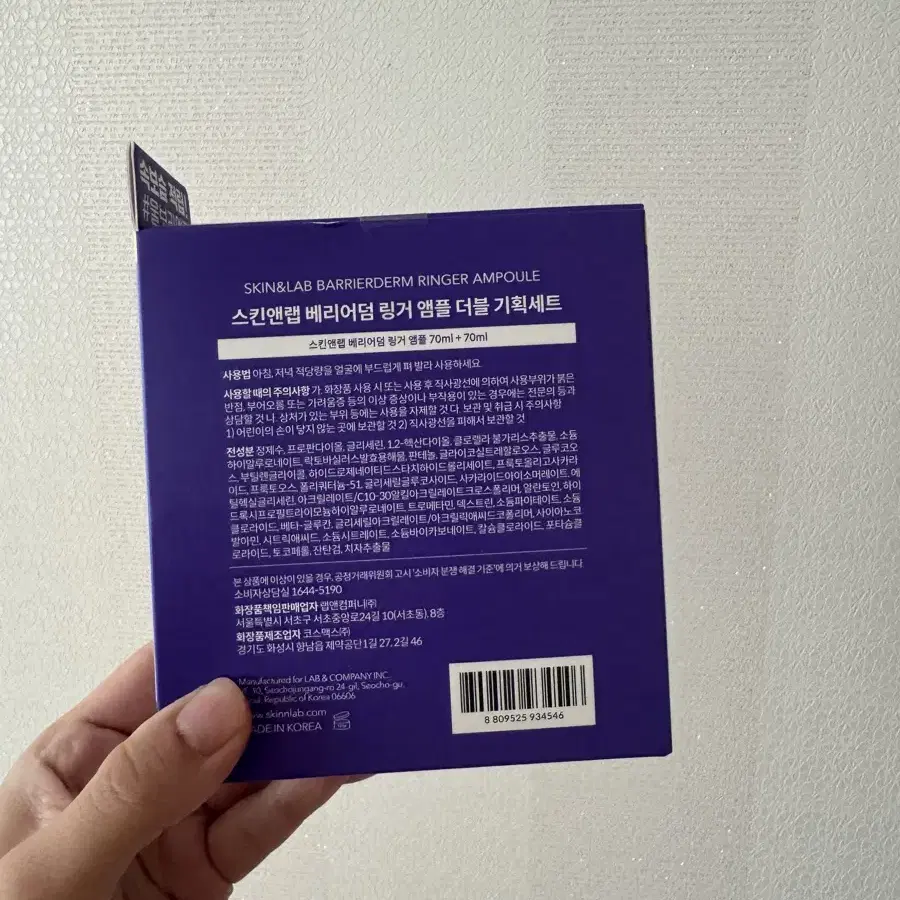 속보습 적립!
SKIN&LAB BARRIERDERM RINGER AMPOULE
스킨앤랩 베리어덤 링거 앰플 더블 기획세트
스킨앤랩 베리어덤 링거 앰플 70ml + 70ml
사용법 아침, 저녁 적당량을 얼굴에 부드럽게 펴 발라 사용하세요.
사용할 때의 주의사항 가. 화장품 사용 시 또는 사용 후 직사광선에 의하여 사용부위가 붉은
반점, 부어오름 또는 가려움증 등의 이상 증상이나 부작용이 있는 경우에는 전문의 등과
상담할 것 나. 상처가 있는 부위 등에는 사용을 자제할 것 다. 보관 및 취급 시 주의사항
1) 어린이의 손이 닿지 않는 곳에 보관할 것 2) 직사광선을 피해서 보관할 것
전성분 정제수, 프로판다이올, 글리세린, 1,2-헥산다이올, 클로렐라 불가리스추출물, 소듐
하이알루로네이트, 락토바실러스발효용해물, 판테놀, 글라이코실트레할로오스, 글루코오
스, 부틸렌글라이콜, 하이드로제네이티드스타치하이드롤리세이트, 프룩토올리고사카라
이드, 프룩토오스, 폴리쿼터늄-51, 글리세릴글루코사이드, 사카라이드아이소머레이트, 에
틸헥실글리세린, 아크릴레이트/C10-30알킬아크릴레이트크로스폴리머, 알란토인, 하이
드록시프로필트라이모늄하이알루로네이트, 트로메타민, 덱스트린, 소듐파이테이트, 소듐
클로라이드, 베타-글루칸, 글리세릴아크릴레이트/아크릴릭애씨드코폴리머, 사이아노코
발아민, 시트릭애씨드, 소듐시트레이트, 소듐바이카보네이트, 칼슘클로라이드, 포타슘클
로라이드, 토코페롤, 잔탄검, 치자추출물
본 상품에 이상이 있을 경우, 공정거래위원회 고시 '소비자 분쟁 해결 기준'에 의거 보상해 드립니다
소비자상담실 1644-5190
화장품책임판매업자 랩앤컴퍼니(주)
서울특별시 서초구 서초중앙로24길 10(서초동), 8층
화장품제조업자 코스맥스(주)
경기도 화성시 향남읍 제약공단1길 27, 2길 46
Manufactured for LAB & COMPANY INC.
10, Seochojungang-ro 24-gil, Seocho-gu,
Republic of Korea 06606
www.skinnlab.com
MADE IN KOREA
8 809525 934546